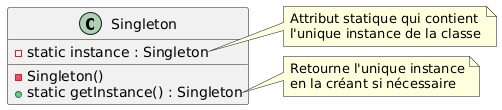 C Singleton
static instance : Singleton
Singleton()
static getInstance() : Singleton
Attribut statique qui contient
l'unique instance de la classe
Retourne l'unique instance
en la créant si nécessaire